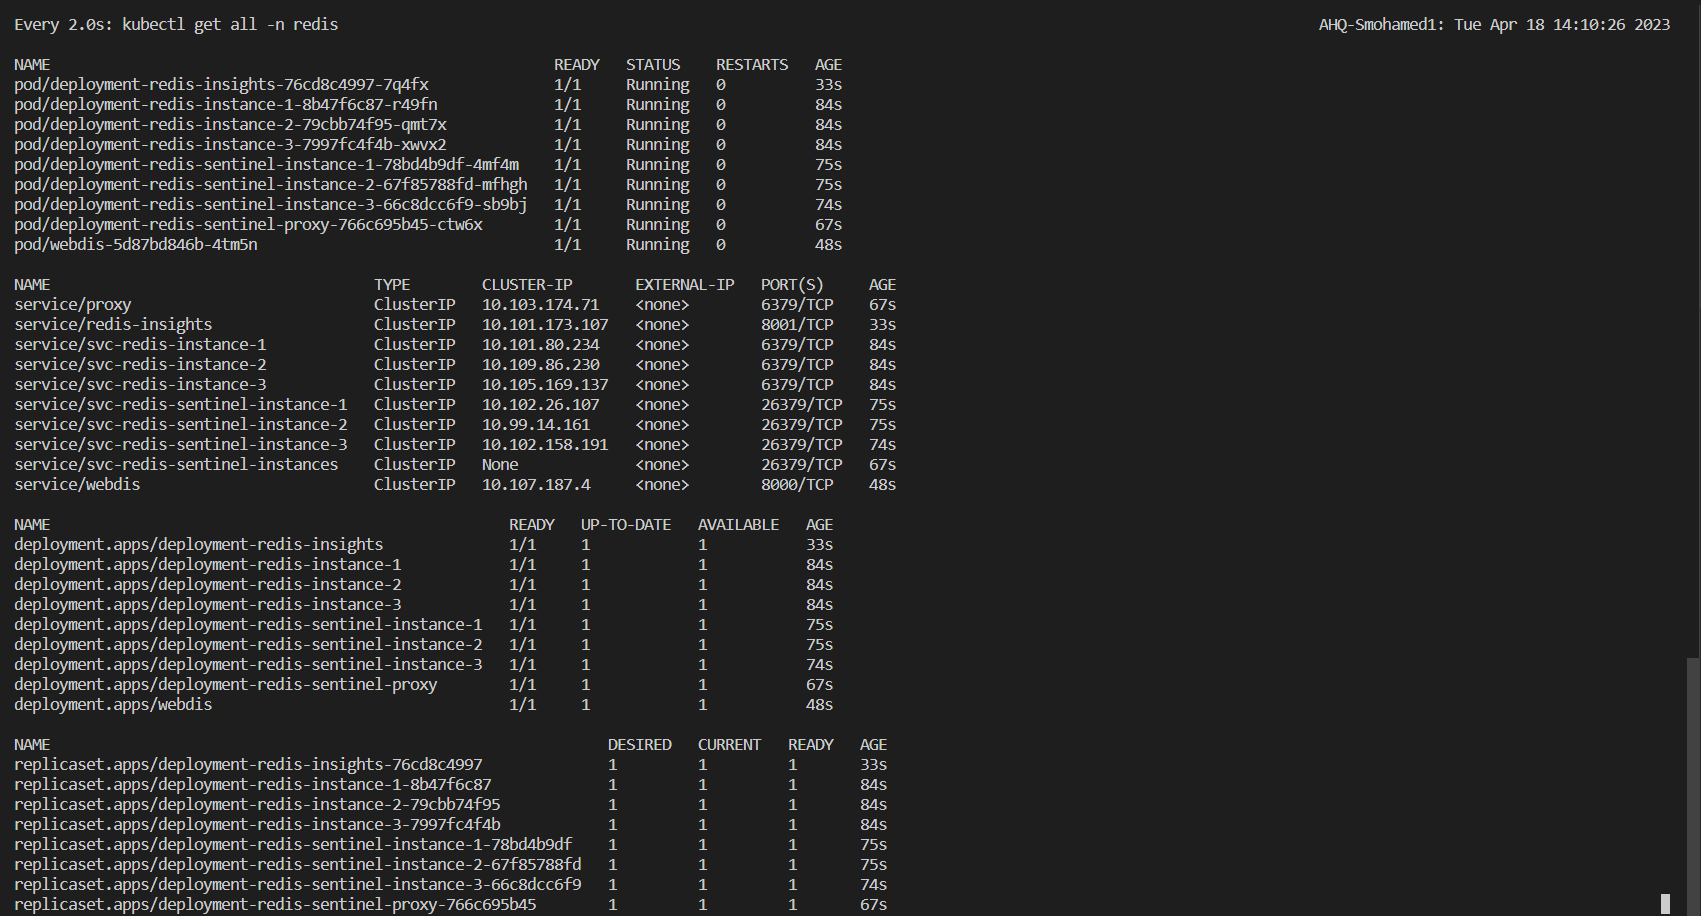 Every 2.0s: kubectl get all -n redis AHQ-Smohamed1: Tue Apr 18 14:10:26 2023
NAME READY STATUS RESTARTS AGE
pod/deployment-redis-insights-76cd8c4997-7q4fx 1/1 Running 0 33s
pod/deployment-redis-instance-1-8b47f6c87-r49fn 1/1 Running 0 84s
pod/deployment-redis-instance-2-79cbb74f95-qmt7x 1/1 Running 0 84s
pod/deployment-redis-instance-3-7997fc4f4b-xwvx2 1/1 Running 0 84s
pod/deployment-redis-sentinel-instance-1-78bd4b9df-4mf4m 1/1 Running 0 75s
pod/deployment-redis-sentinel-instance-2-67f85788fd-mfhgh 1/1 Running 0 75s
pod/deployment-redis-sentinel-instance-3-66c8dcc6f9-sb9bj 1/1 Running 0 74s
pod/deployment-redis-sentinel-proxy-766c695b45-ctw6x 1/1 Running 0 67s
pod/webdis-5d87bd846b-4tm5n 1/1 Running 0 48s
NAME TYPE CLUSTER-IP EXTERNAL-IP PORT(S) AGE
service/proxy ClusterIP 10.103.174.71 <none> 6379/TCP 67s
service/redis-insights ClusterIP 10.101.173.107 <none> 8001/TCP 33s
service/svc-redis-instance-1 ClusterIP 10.101.80.234 <none> 6379/TCP 84s
service/svc-redis-instance-2 ClusterIP 10.109.86.230 <none> 6379/TCP 84s
service/svc-redis-instance-3 ClusterIP 10.105.169.137 <none> 6379/TCP 84s
service/svc-redis-sentinel-instance-1 ClusterIP 10.102.26.107 <none> 26379/TCP 75s
service/svc-redis-sentinel-instance-2 ClusterIP 10.99.14.161 <none> 26379/TCP 75s
service/svc-redis-sentinel-instance-3 ClusterIP 10.102.158.191 <none> 26379/TCP 74s
service/svc-redis-sentinel-instances ClusterIP None <none> 26379/TCP 67s
service/webdis ClusterIP 10.107.187.4 <none> 8000/TCP 48s
NAME READY UP-TO-DATE AVAILABLE AGE
deployment.apps/deployment-redis-insights 1/1 1 1 33s
deployment.apps/deployment-redis-instance-1 1/1 1 1 84s
deployment.apps/deployment-redis-instance-2 1/1 1 1 84s
deployment.apps/deployment-redis-instance-3 1/1 1 1 84s
deployment.apps/deployment-redis-sentinel-instance-1 1/1 1 1 75s
deployment.apps/deployment-redis-sentinel-instance-2 1/1 1 1 75s
deployment.apps/deployment-redis-sentinel-instance-3 1/1 1 1 74s
deployment.apps/deployment-redis-sentinel-proxy 1/1 1 1 67s
deployment.apps/webdis 1/1 1 1 48s
NAME DESIRED CURRENT READY AGE
replicaset.apps/deployment-redis-insights-76cd8c4997 1 1 1 33s
replicaset.apps/deployment-redis-instance-1-8b47f6c87 1 1 1 84s
replicaset.apps/deployment-redis-instance-2-79cbb74f95 1 1 1 84s
replicaset.apps/deployment-redis-instance-3-7997fc4f4b 1 1 1 84s
replicaset.apps/deployment-redis-sentinel-instance-1-78bd4b9df 1 1 1 75s
replicaset.apps/deployment-redis-sentinel-instance-2-67f85788fd 1 1 1 75s
replicaset.apps/deployment-redis-sentinel-instance-3-66c8dcc6f9 1 1 1 74s
replicaset.apps/deployment-redis-sentinel-proxy-766c695b45 1 1 1 67s